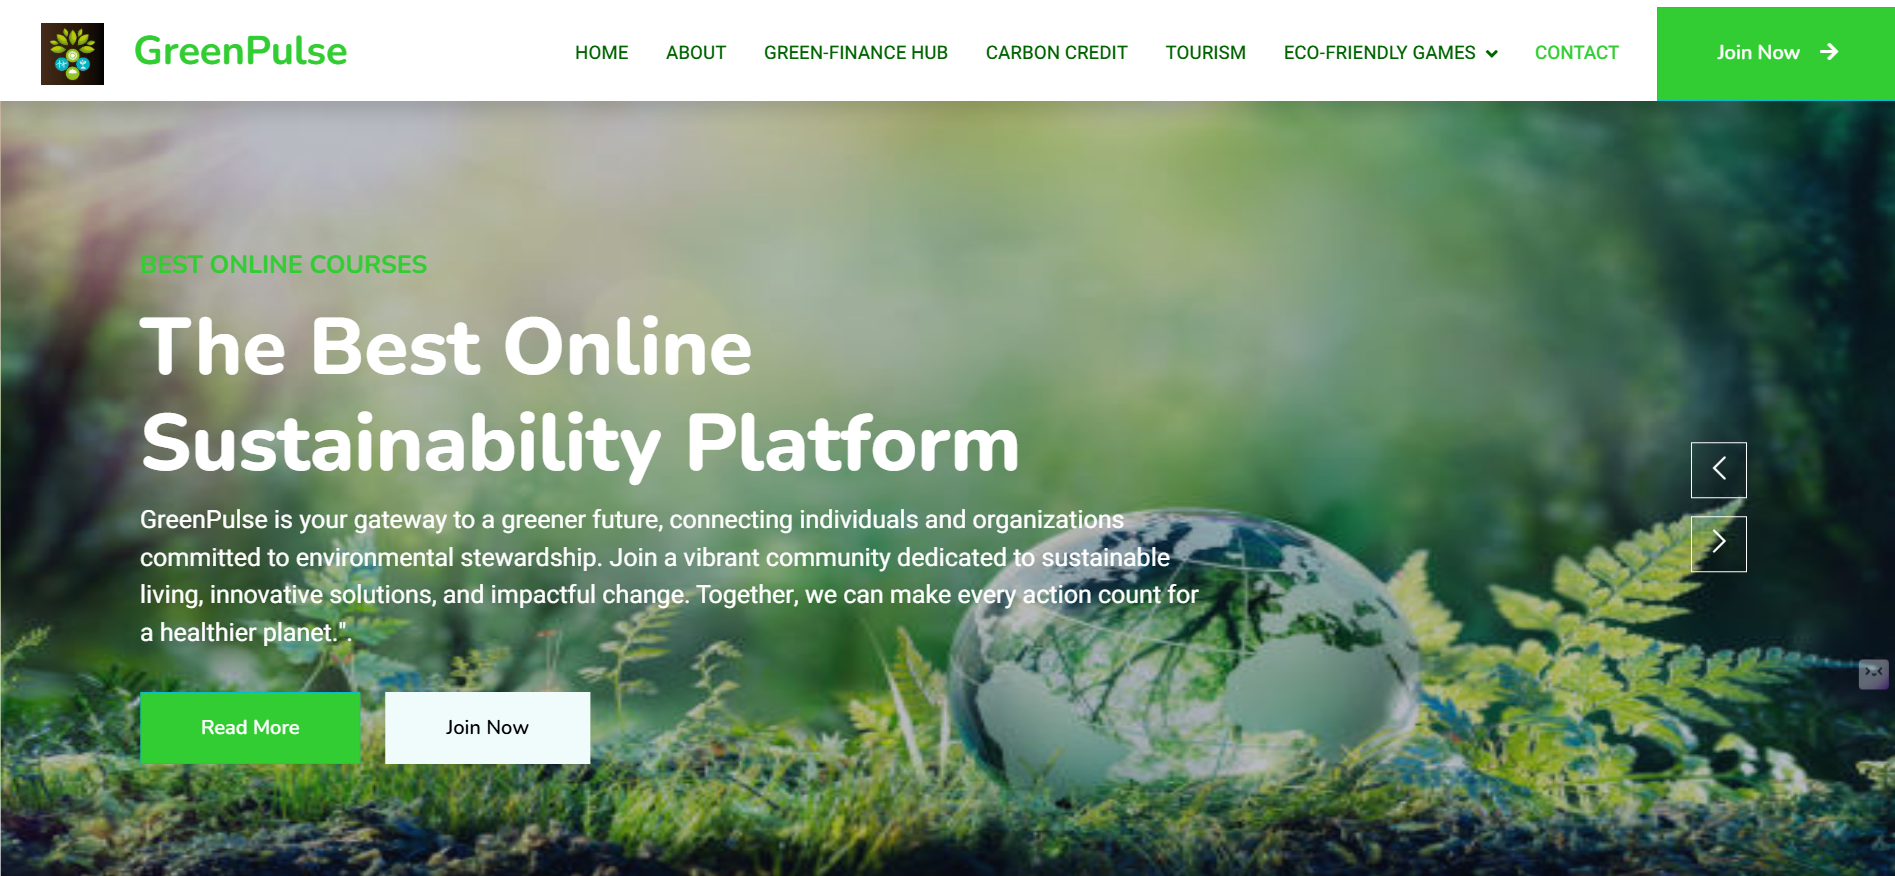 GreenPulse
HOME ABOUT GREEN-FINANCE HUB CARBON CREDIT TOURISM ECO-FRIENDLY GAMES CONTACT Join Now
BEST ONLINE COURSES
The Best Online
Sustainability Platform
GreenPulse is your gateway to a greener future, connecting individuals and organizations
committed to environmental stewardship. Join a vibrant community dedicated to sustainable
living, innovative solutions, and impactful change. Together, we can make every action count for
a healthier planet.".
Read More Join Now